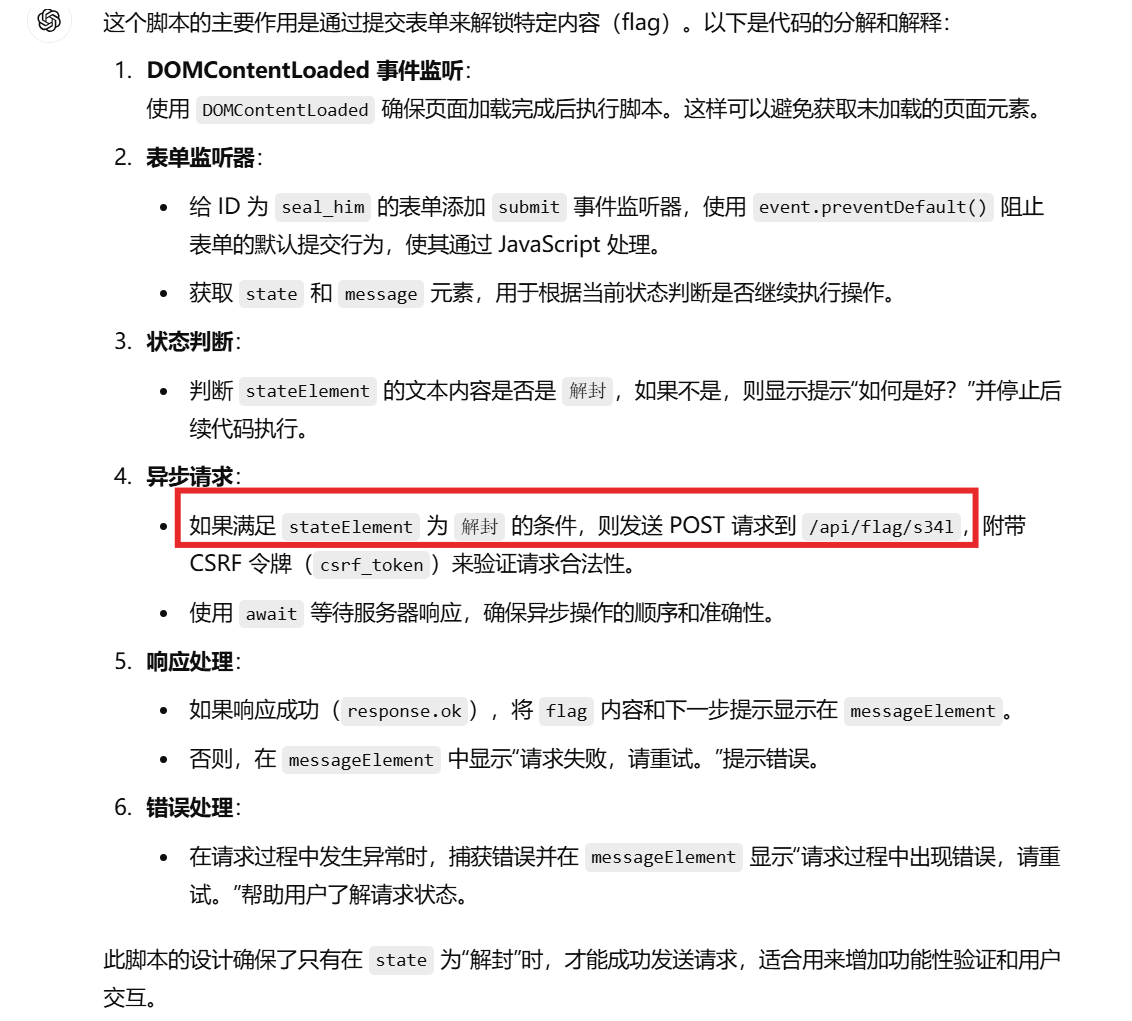 这个脚本的主要作用是通过提交表单来解锁特定内容（flag）。以下是代码的分解和解释：
1. DOMContentLoaded 事件监听：
使用 DOMContentLoaded 确保页面加载完成后执行脚本。这样可以避免获取未加载的页面元素。
2. 表单监听器：
• 给 ID 为 seal_him 的表单添加 submit 事件监听器，使用 event.preventDefault() 阻止
表单的默认提交行为，使其通过 JavaScript 处理。
• 获取 state 和 message 元素，用于根据当前状态判断是否继续执行操作。
3. 状态判断：
• 判断 stateElement 的文本内容是否是 解封，如果不是，则显示提示“如何是好？”并停止后
续代码执行。
4. 异步请求：
• 如果满足 stateElement 为 解封 的条件，则发送 POST 请求到 /api/flag/s34l，附带
CSRF 令牌（csrf_token）来验证请求合法性。
• 使用 await 等待服务器响应，确保异步操作的顺序和准确性。
5. 响应处理：
• 如果响应成功（response.ok），将 flag 内容和下一步提示显示在 messageElement。
• 否则，在 messageElement 中显示“请求失败，请重试。”提示错误。
6. 错误处理：
• 在请求过程中发生异常时，捕获错误并在 messageElement 显示“请求过程中出现错误，请重
试。”帮助用户了解请求状态。
此脚本的设计确保了只有在 state 为“解封”时，才能成功发送请求，适合用来增加功能性验证和用户
交互。